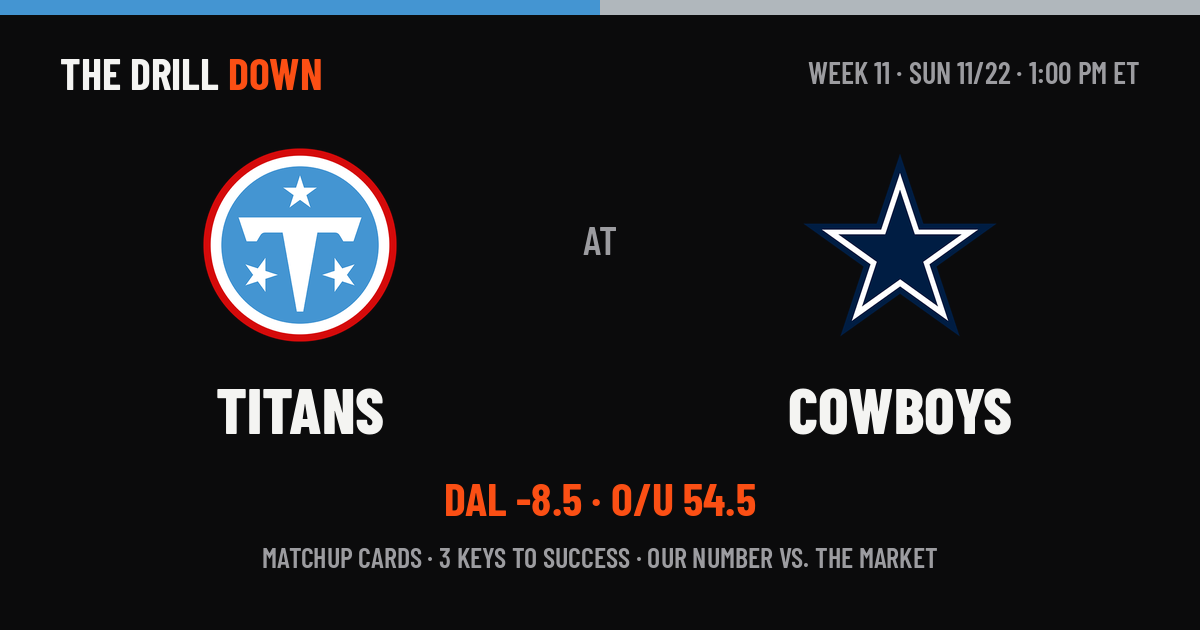 THE DRILL DOWN
WEEK 11 · SUN 11/22 · 1:00 PM ET
T
AT
TITANS
COWBOYS
DAL -8.5 · O/U 54.5
MATCHUP CARDS · 3 KEYS TO SUCCESS · OUR NUMBER VS. THE MARKET